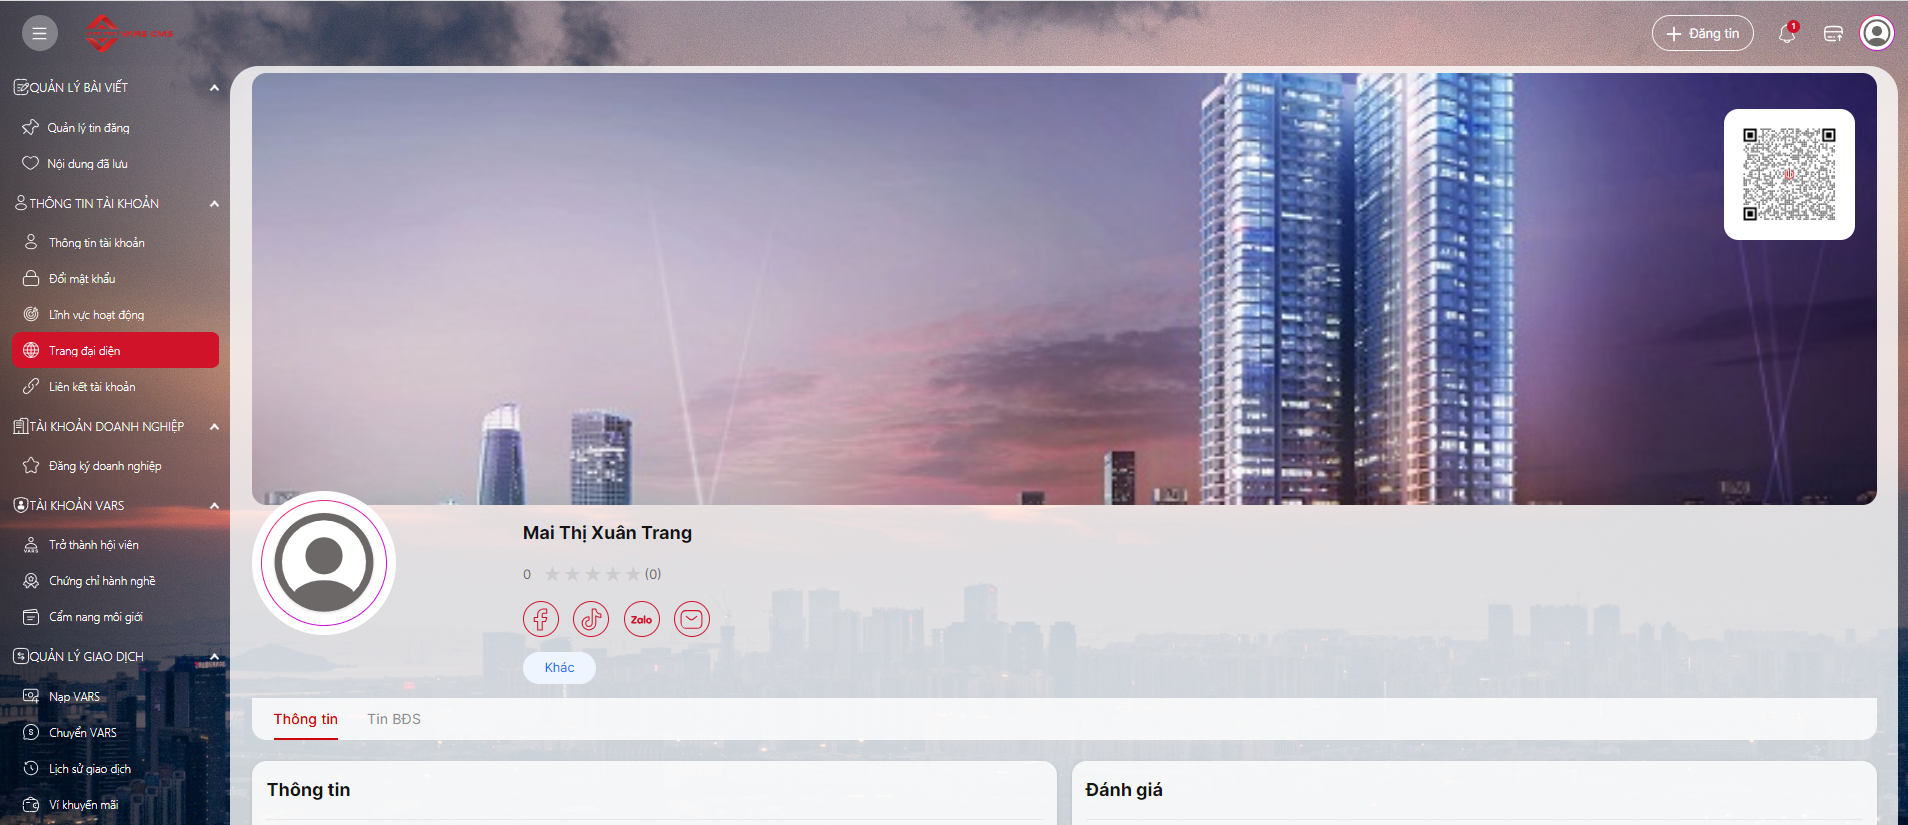 Đăng tin
1
QUẢN LÝ BÀI VIẾT
Quản lý tin đăng
Nội dung đã lưu
THÔNG TIN TÀI KHOẢN
Thông tin tài khoản
Đổi mật khẩu
Lĩnh vực hoạt động
Trang đại diện
Liên kết tài khoản
TÀI KHOẢN DOANH NGHIỆP
Đăng ký doanh nghiệp
TÀI KHOẢN VARS
Trở thành hội viên
Chứng chỉ hành nghề
Cẩm nang môi giới
QUẢN LÝ GIAO DỊCH
Nạp VARS
Chuyển VARS
Lịch sử giao dịch
Ví khuyến mãi
Mai Thị Xuân Trang
0 (0)
Zalo
Khác
Thông tin Tin BĐS
Thông tin
Đánh giá